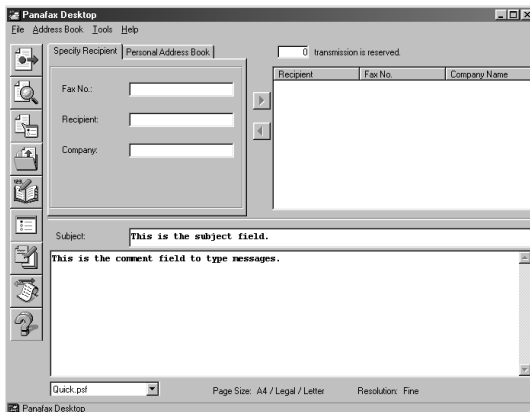 Panafax Desktop
File Address Book Tools Help
Specify Recipient Personal Address Book
0 transmission is reserved.
Recipient Fax No. Company Name
Fax No.:
Recipient:
Company:
Subject: This is the subject field.
This is the comment field to type messages.
Quick.psf Page Size: A4 / Legal / Letter Resolution: Fine
Panafax Desktop